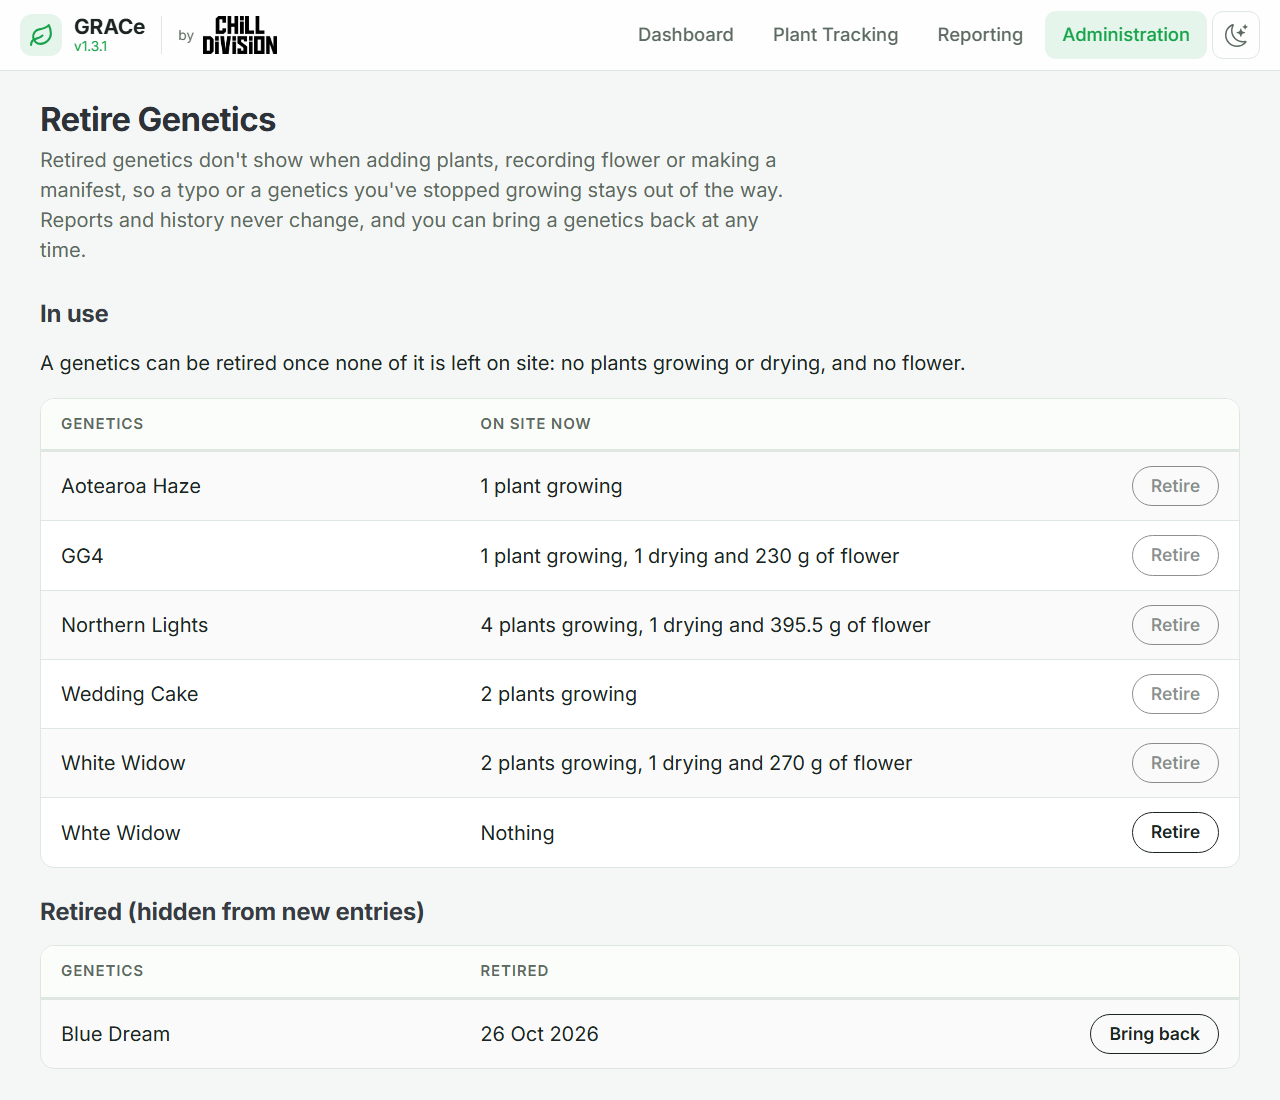 GRACe
v1.3.1
by
CHiLL
DiViSiON
Dashboard
Plant Tracking
Reporting
Administration
Retire Genetics
Retired genetics don't show when adding plants, recording flower or making a
manifest, so a typo or a genetics you've stopped growing stays out of the way.
Reports and history never change, and you can bring a genetics back at any
time.
In use
A genetics can be retired once none of it is left on site: no plants growing or drying, and no flower.
GENETICS ON SITE NOW
Aotearoa Haze 1 plant growing Retire
GG4 1 plant growing, 1 drying and 230 g of flower Retire
Northern Lights 4 plants growing, 1 drying and 395.5 g of flower Retire
Wedding Cake 2 plants growing Retire
White Widow 2 plants growing, 1 drying and 270 g of flower Retire
Whte Widow Nothing Retire
Retired (hidden from new entries)
GENETICS RETIRED
Blue Dream 26 Oct 2026 Bring back